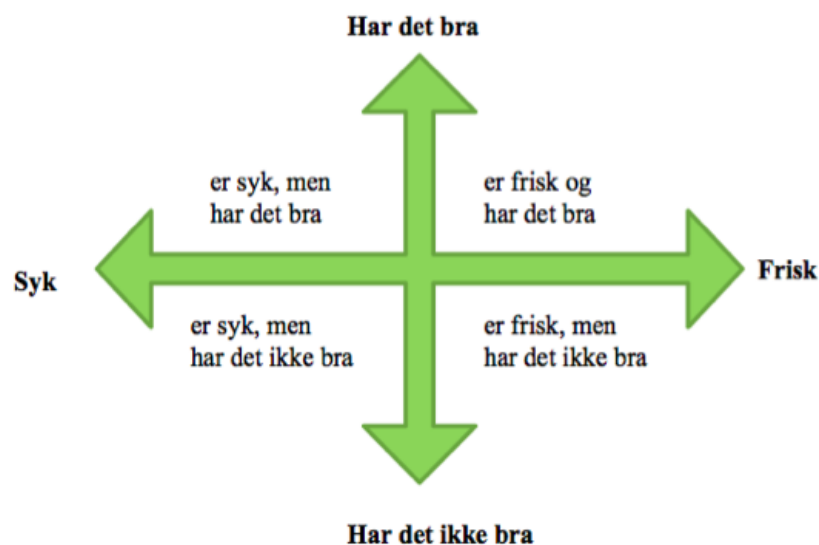 Har det bra
er syk, men
har det bra
er frisk og
har det bra
Syk
Frisk
er syk, men
har det ikke bra
er frisk, men
har det ikke bra
Har det ikke bra